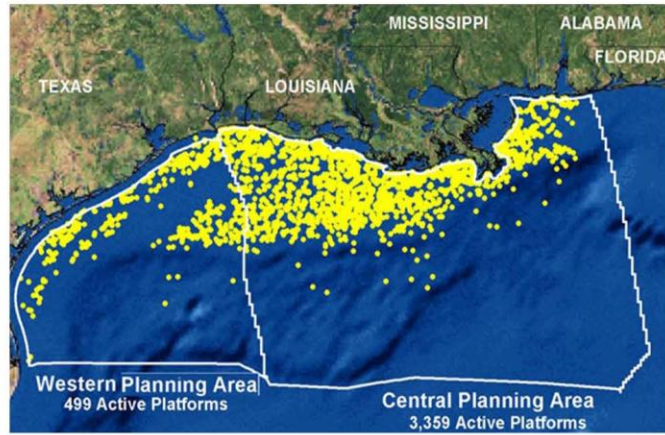 MISSISSIPPI
ALABAMA
FLORIDA
TEXAS
LOUISIANA
Western Planning Area
499 Active Platforms
Central Planning Area
3,359 Active Platforms